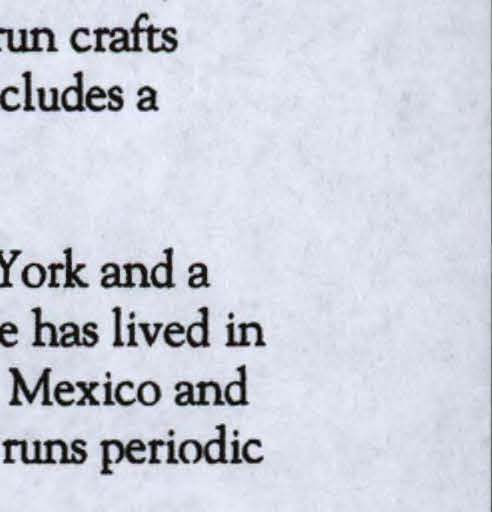 run crafts
cludes a
York and a
e has lived in
Mexico and
runs periodic